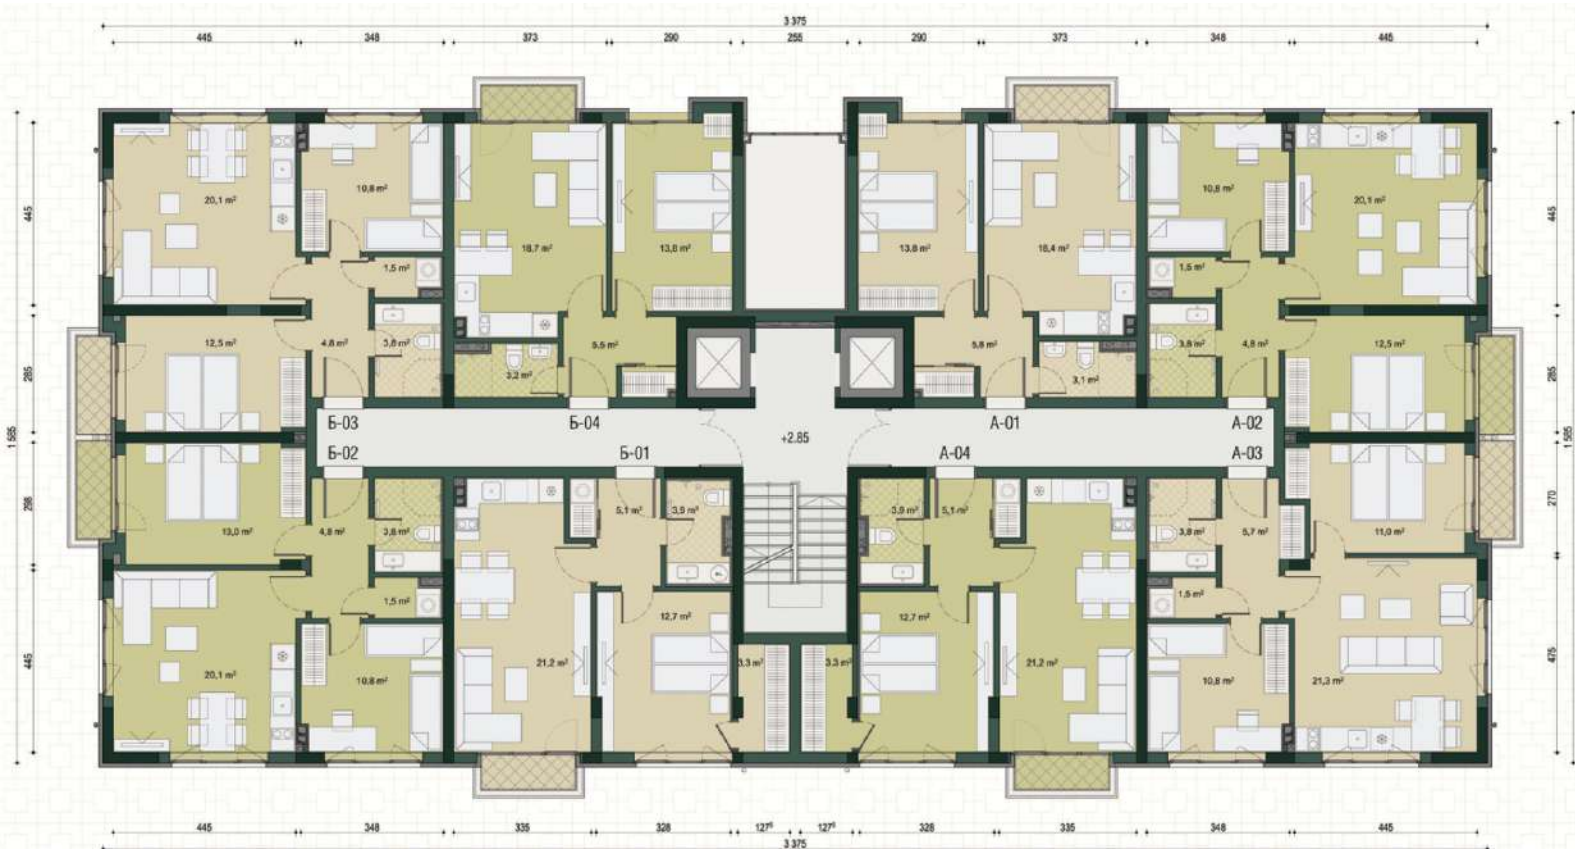 3 375
445 348 373 290 255 290 373 348 445
20,1 m²
10,8 m²
18,7 m²
13,8 m²
13,8 m²
18,4 m²
10,8 m²
20,1 m²
445
445
1,5 m²
1,5 m²
12,5 m²
4,8 m²
3,8 m²
5,5 m²
3,2 m²
5,8 m²
3,1 m²
3,8 m²
4,8 m²
12,5 m²
285
285
Б-03
Б-04
А-01
А-02
1 585
+2.85
1 585
Б-02
Б-01
А-04
А-03
298
270
13,0 m²
4,8 m²
3,8 m²
5,1 m²
3,9 m²
3,9 m²
5,1 m²
3,8 m²
5,7 m²
11,0 m²
1,5 m²
1,5 m²
12,7 m²
12,7 m²
445
475
20,1 m²
10,8 m²
21,2 m²
3,3 m²
3,3 m²
21,2 m²
10,8 m²
21,3 m²
445 348 335 328 127⁵ 127⁵ 328 335 348 445
3 375